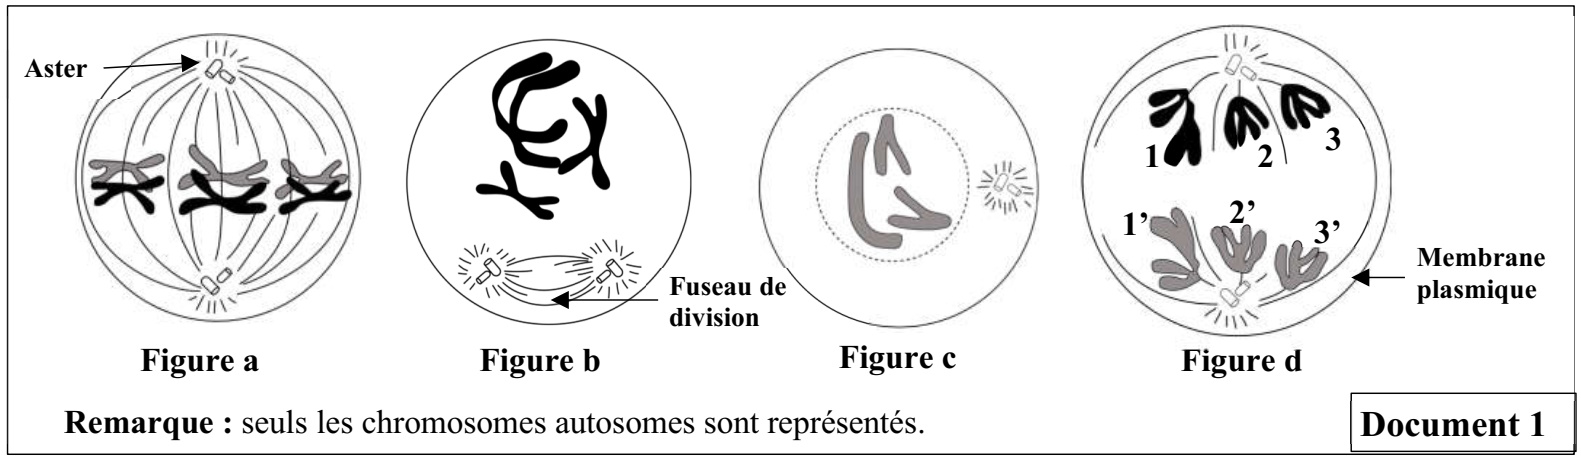 Aster
Fuseau de
division
1
2
3
1’
2’
3’
Membrane
plasmique
Figure a
Figure b
Figure c
Figure d
Remarque : seuls les chromosomes autosomes sont représentés.
Document 1